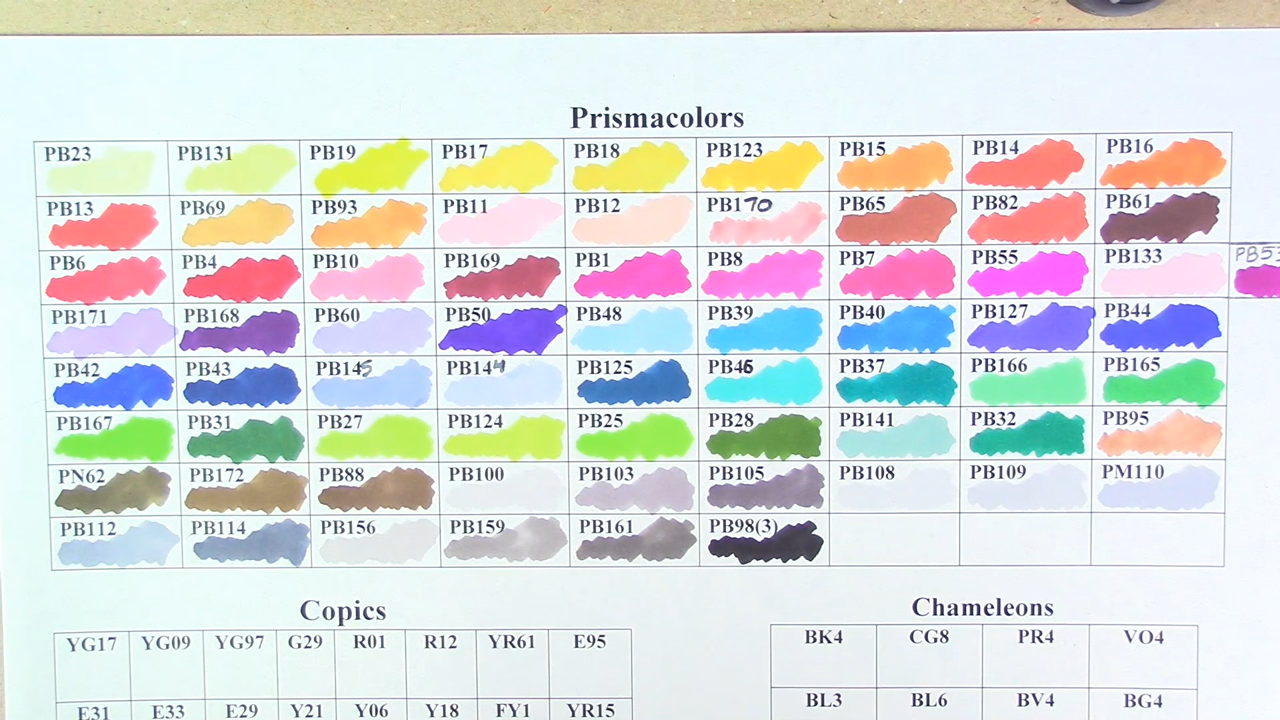 Prismacolors
PB23 PB131 PB19 PB17 PB18 PB123 PB15 PB14 PB16
PB13 PB69 PB93 PB11 PB12 PB170 PB65 PB82 PB61
PB6 PB4 PB10 PB169 PB1 PB8 PB7 PB55 PB133 PB53
PB171 PB168 PB60 PB50 PB48 PB39 PB40 PB127 PB44
PB42 PB43 PB145 PB144 PB125 PB46 PB37 PB166 PB165
PB167 PB31 PB27 PB124 PB25 PB28 PB141 PB32 PB95
PN62 PB172 PB88 PB100 PB103 PB105 PB108 PB109 PM110
PB112 PB114 PB156 PB159 PB161 PB98(3)
Copics
YG17 YG09 YG97 G29 R01 R12 YR61 E95
E31 E33 E29 Y21 Y06 Y18 FY1 YR15
Chameleons
BK4 CG8 PR4 VO4
BL3 BL6 BV4 BG4